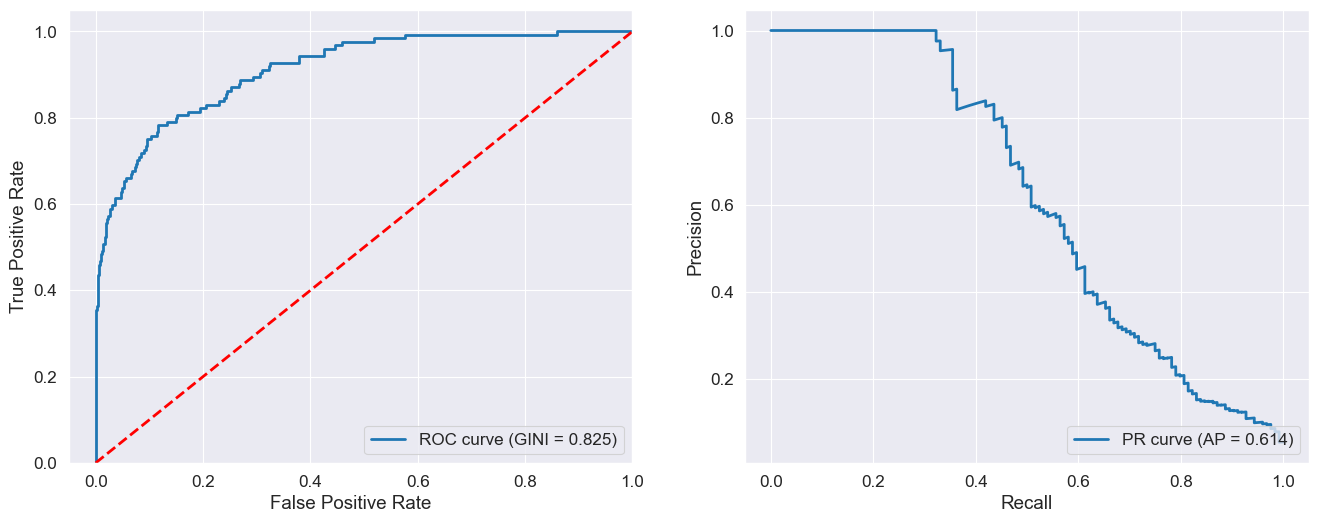 1.0
0.8
0.6
0.4
0.2
0.0
True Positive Rate
0.0 0.2 0.4 0.6 0.8 1.0
False Positive Rate
ROC curve (GINI = 0.825)
1.0
0.8
0.6
0.4
0.2
Precision
0.0 0.2 0.4 0.6 0.8 1.0
Recall
PR curve (AP = 0.614)